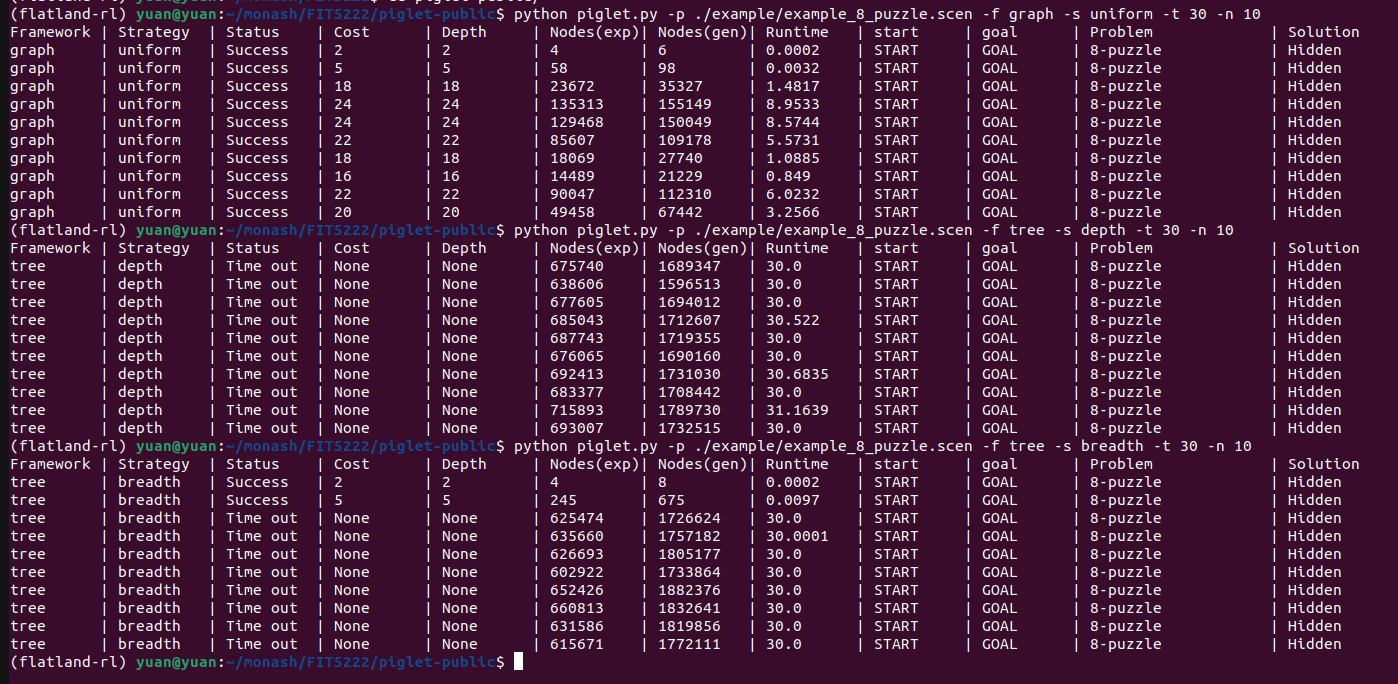 (flatland-rl) yuan@yuan:~/monash/FIT5222/piglet-public$ python piglet.py -p ./example/example_8_puzzle.scen -f graph -s uniform -t 30 -n 10
Framework | Strategy | Status | Cost | Depth | Nodes(exp)| Nodes(gen)| Runtime | start | goal | Problem | Solution
graph | uniform | Success | 2 | 2 | 4 | 6 | 0.0002 | START | GOAL | 8-puzzle | Hidden
graph | uniform | Success | 5 | 5 | 58 | 98 | 0.0032 | START | GOAL | 8-puzzle | Hidden
graph | uniform | Success | 18 | 18 | 23672 | 35327 | 1.4817 | START | GOAL | 8-puzzle | Hidden
graph | uniform | Success | 24 | 24 | 135313 | 155149 | 8.9533 | START | GOAL | 8-puzzle | Hidden
graph | uniform | Success | 24 | 24 | 129468 | 150049 | 8.5744 | START | GOAL | 8-puzzle | Hidden
graph | uniform | Success | 22 | 22 | 85607 | 109178 | 5.5731 | START | GOAL | 8-puzzle | Hidden
graph | uniform | Success | 18 | 18 | 18069 | 27740 | 1.0885 | START | GOAL | 8-puzzle | Hidden
graph | uniform | Success | 16 | 16 | 14489 | 21229 | 0.849 | START | GOAL | 8-puzzle | Hidden
graph | uniform | Success | 22 | 22 | 90047 | 112310 | 6.0232 | START | GOAL | 8-puzzle | Hidden
graph | uniform | Success | 20 | 20 | 49458 | 67442 | 3.2566 | START | GOAL | 8-puzzle | Hidden
(flatland-rl) yuan@yuan:~/monash/FIT5222/piglet-public$ python piglet.py -p ./example/example_8_puzzle.scen -f tree -s depth -t 30 -n 10
Framework | Strategy | Status | Cost | Depth | Nodes(exp)| Nodes(gen)| Runtime | start | goal | Problem | Solution
tree | depth | Time out | None | None | 675740 | 1689347 | 30.0 | START | GOAL | 8-puzzle | Hidden
tree | depth | Time out | None | None | 638606 | 1596513 | 30.0 | START | GOAL | 8-puzzle | Hidden
tree | depth | Time out | None | None | 677605 | 1694012 | 30.0 | START | GOAL | 8-puzzle | Hidden
tree | depth | Time out | None | None | 685043 | 1712607 | 30.522 | START | GOAL | 8-puzzle | Hidden
tree | depth | Time out | None | None | 687743 | 1719355 | 30.0 | START | GOAL | 8-puzzle | Hidden
tree | depth | Time out | None | None | 676065 | 1690160 | 30.0 | START | GOAL | 8-puzzle | Hidden
tree | depth | Time out | None | None | 692413 | 1731030 | 30.6835 | START | GOAL | 8-puzzle | Hidden
tree | depth | Time out | None | None | 683377 | 1708442 | 30.0 | START | GOAL | 8-puzzle | Hidden
tree | depth | Time out | None | None | 715893 | 1789730 | 31.1639 | START | GOAL | 8-puzzle | Hidden
tree | depth | Time out | None | None | 693007 | 1732515 | 30.0 | START | GOAL | 8-puzzle | Hidden
(flatland-rl) yuan@yuan:~/monash/FIT5222/piglet-public$ python piglet.py -p ./example/example_8_puzzle.scen -f tree -s breadth -t 30 -n 10
Framework | Strategy | Status | Cost | Depth | Nodes(exp)| Nodes(gen)| Runtime | start | goal | Problem | Solution
tree | breadth | Success | 2 | 2 | 4 | 8 | 0.0002 | START | GOAL | 8-puzzle | Hidden
tree | breadth | Success | 5 | 5 | 245 | 675 | 0.0097 | START | GOAL | 8-puzzle | Hidden
tree | breadth | Time out | None | None | 625474 | 1726624 | 30.0 | START | GOAL | 8-puzzle | Hidden
tree | breadth | Time out | None | None | 635660 | 1757182 | 30.0001 | START | GOAL | 8-puzzle | Hidden
tree | breadth | Time out | None | None | 626693 | 1805177 | 30.0 | START | GOAL | 8-puzzle | Hidden
tree | breadth | Time out | None | None | 602922 | 1733864 | 30.0 | START | GOAL | 8-puzzle | Hidden
tree | breadth | Time out | None | None | 652426 | 1882376 | 30.0 | START | GOAL | 8-puzzle | Hidden
tree | breadth | Time out | None | None | 660813 | 1832641 | 30.0 | START | GOAL | 8-puzzle | Hidden
tree | breadth | Time out | None | None | 631586 | 1819856 | 30.0 | START | GOAL | 8-puzzle | Hidden
tree | breadth | Time out | None | None | 615671 | 1772111 | 30.0 | START | GOAL | 8-puzzle | Hidden
(flatland-rl) yuan@yuan:~/monash/FIT5222/piglet-public$